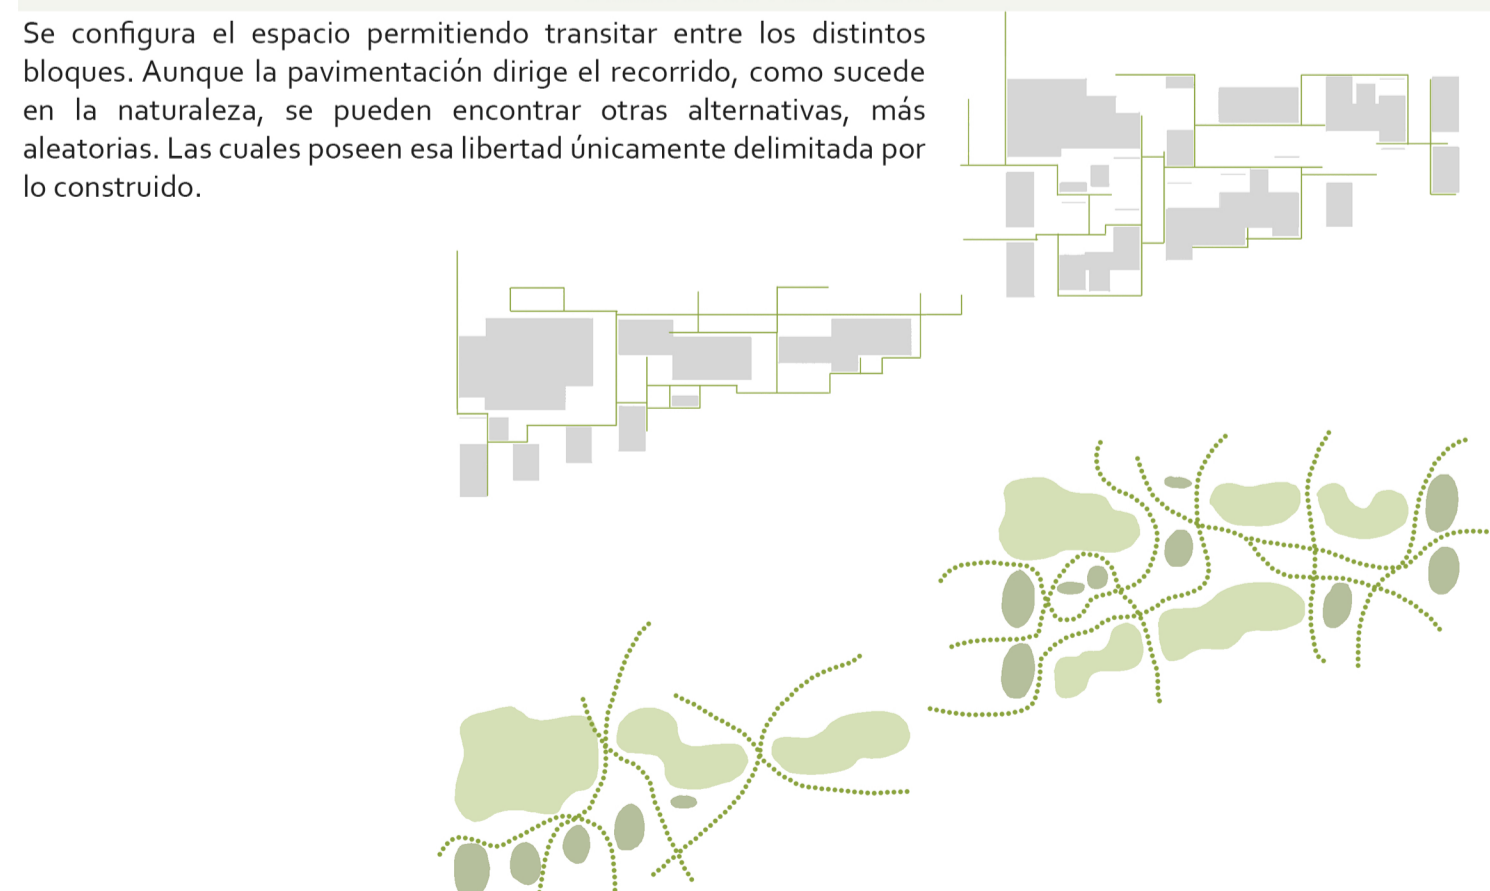 Se configura el espacio permitiendo transitar entre los distintos
bloques. Aunque la pavimentación dirige el recorrido, como sucede
en la naturaleza, se pueden encontrar otras alternativas, más
aleatorias. Las cuales poseen esa libertad únicamente delimitada por
lo construido.